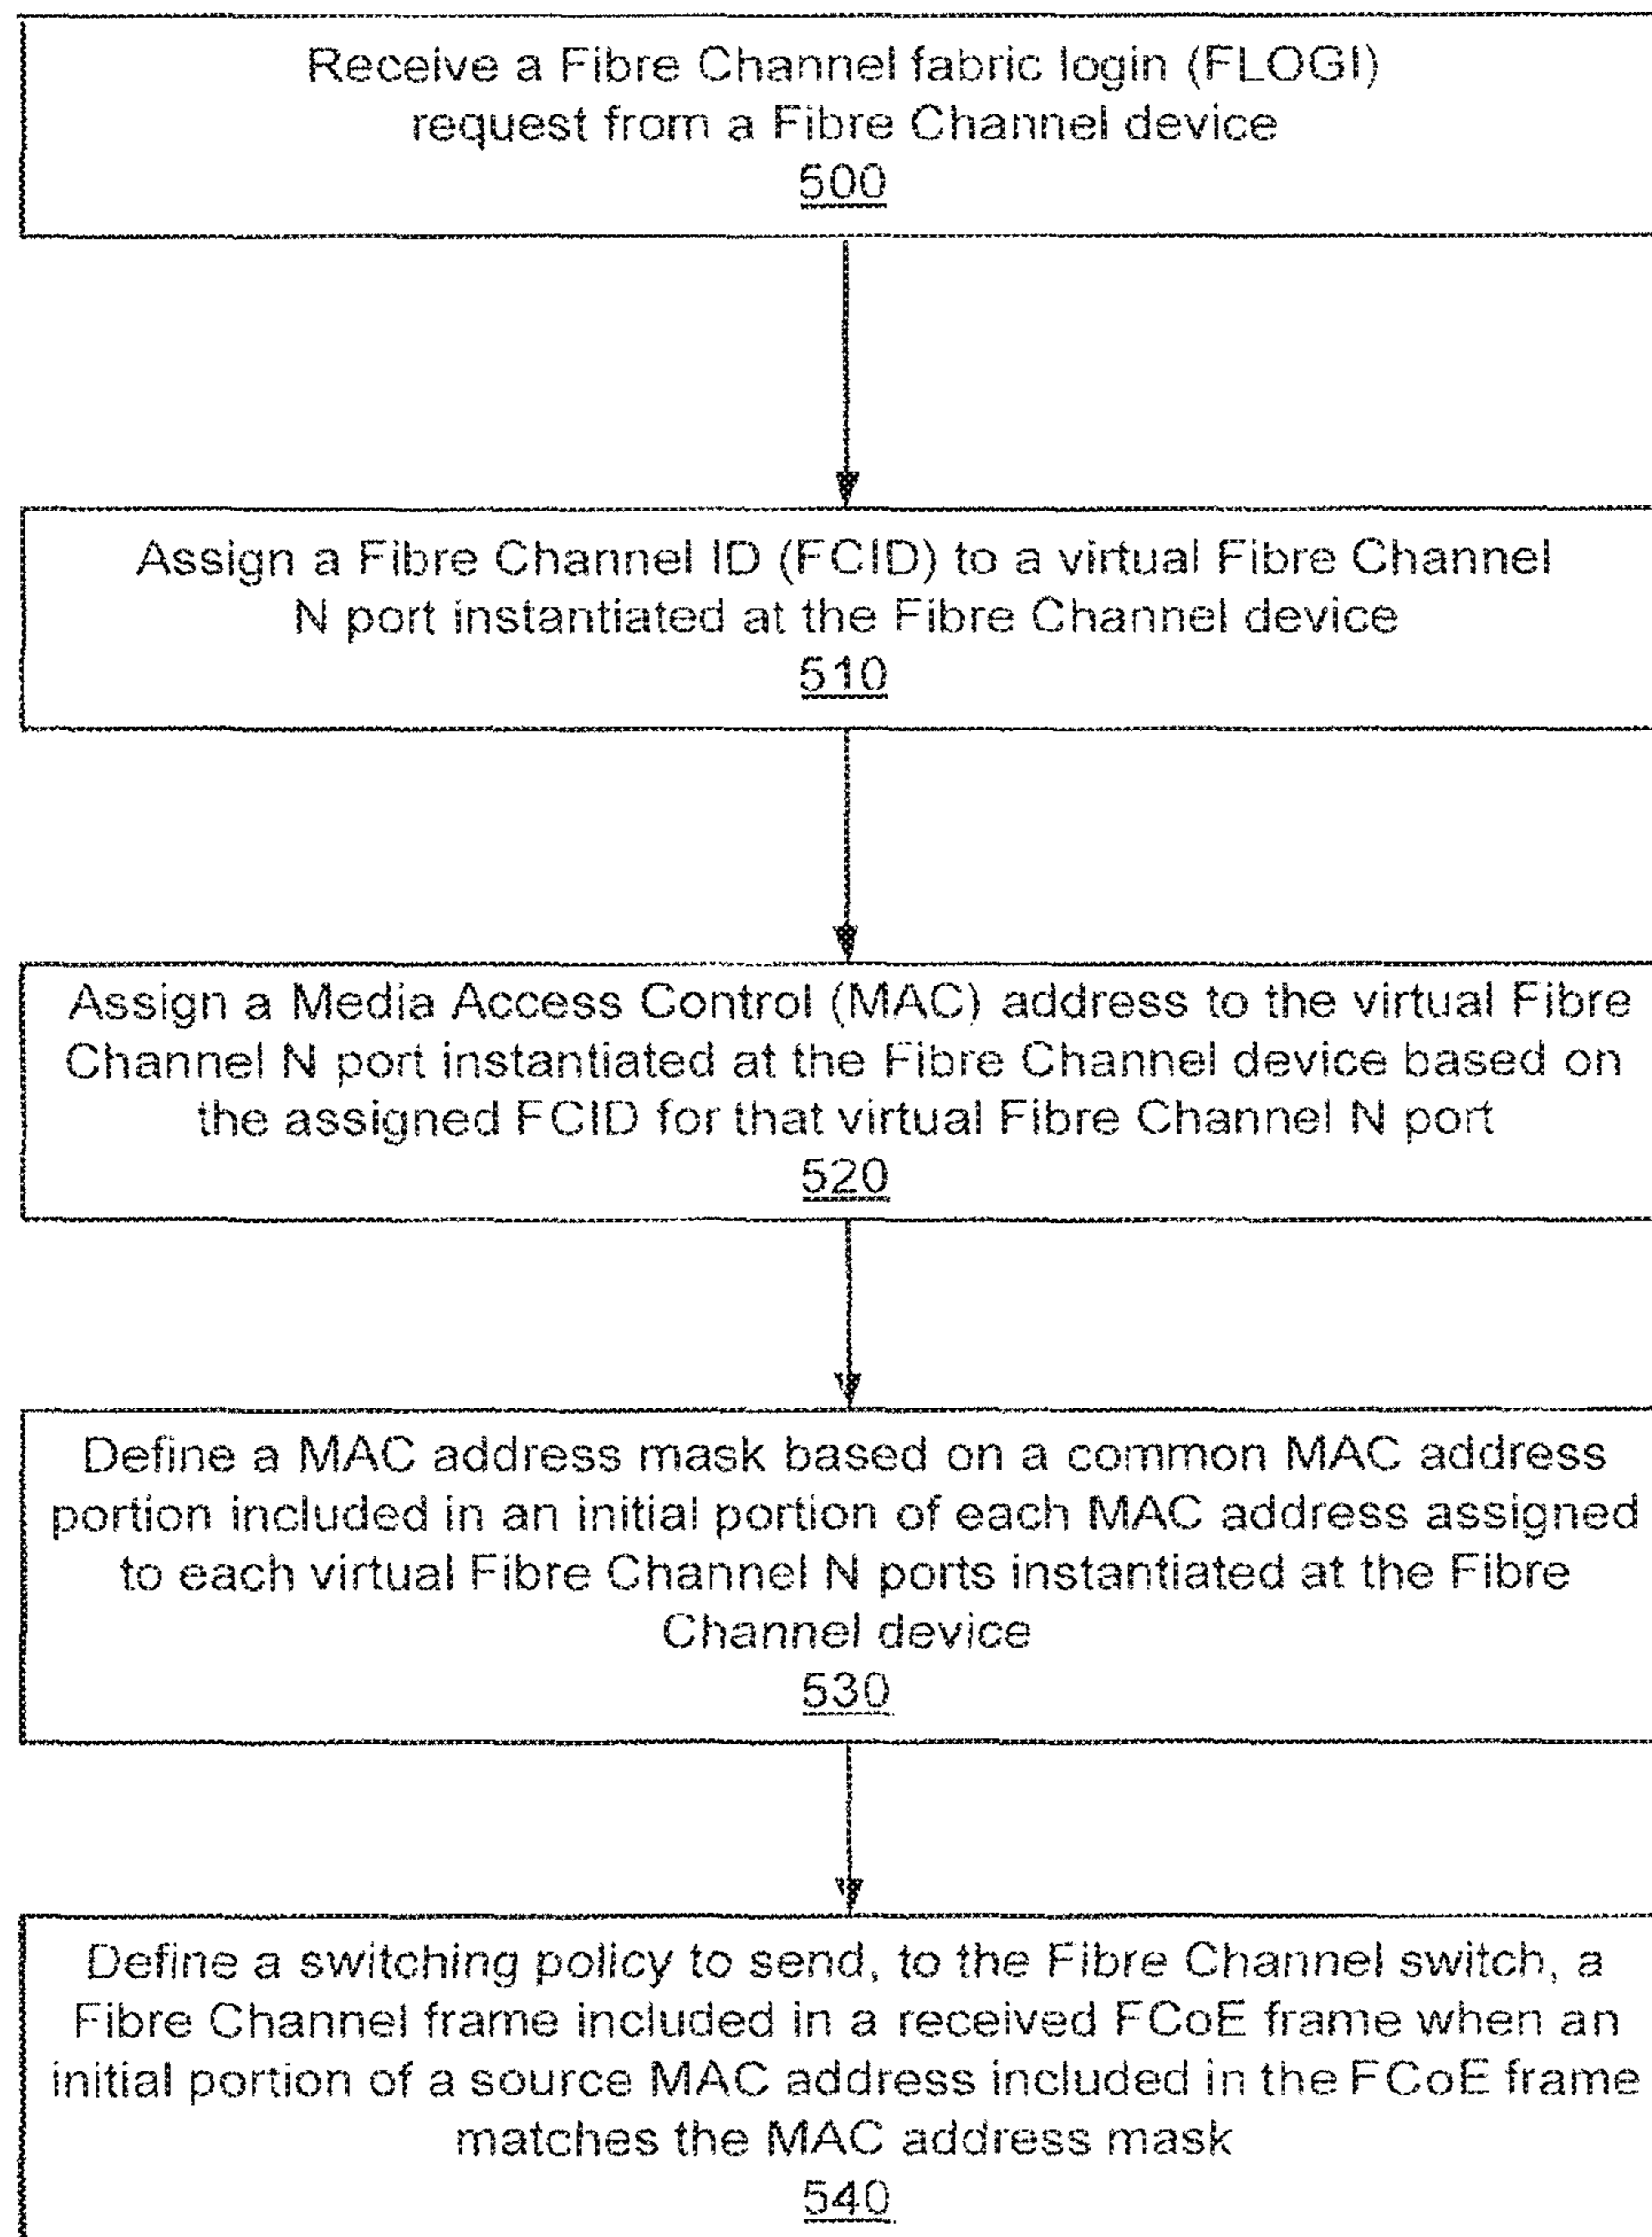 Receive a Fibre Channel fabric login (FLOGI)
request from a Fibre Channel device
500
Assign a Fibre Channel ID (FCID) to a virtual Fibre Channel
N port instantiated at the Fibre Channel device
510
Assign a Media Access Control (MAC) address to the virtual Fibre
Channel N port instantiated at the Fibre Channel device based on
the assigned FCID for that virtual Fibre Channel N port
520
Define a MAC address mask based on a common MAC address
portion included in an initial portion of each MAC address assigned
to each virtual Fibre Channel N ports instantiated at the Fibre
Channel device
530
Define a switching policy to send, to the Fibre Channel switch, a
Fibre Channel frame included in a received FCoE frame when an
initial portion of a source MAC address included in the FCoE frame
matches the MAC address mask
540